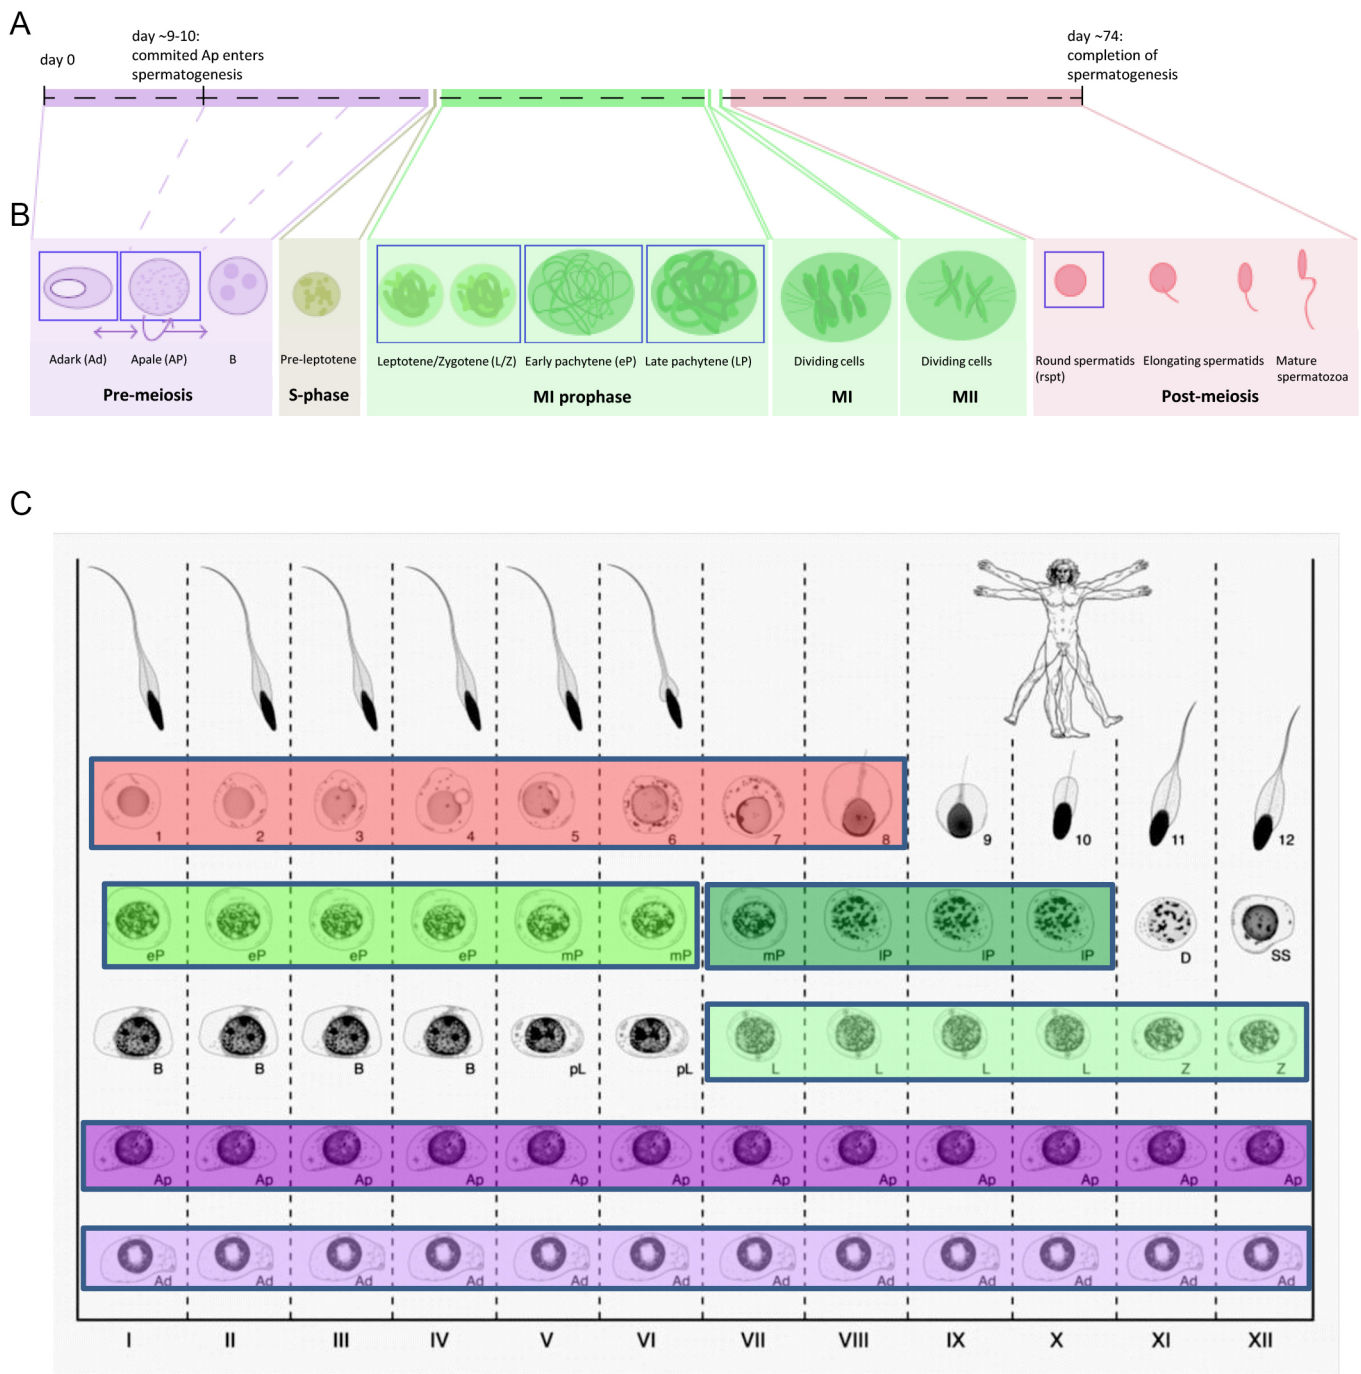 A
day 0
day ~9-10:
commited Ap enters
spermatogenesis
day ~74:
completion of
spermatogenesis
B
Adark (Ad)
Apale (AP)
B
Pre-meiosis
Pre-leptotene
S-phase
Leptotene/Zygotene (L/Z)
Early pachytene (eP)
Late pachytene (LP)
MI prophase
Dividing cells
MI
Dividing cells
MII
Round spermatids
(rspt)
Elongating spermatids
Mature
spermatozoa
Post-meiosis
C
1 2 3 4 5 6 7 8 9 10 11 12
eP eP eP eP mP mP mP lP lP lP D SS
B B B B pL pL L L L L Z Z
Ap Ap Ap Ap Ap Ap Ap Ap Ap Ap Ap Ap
Ad Ad Ad Ad Ad Ad Ad Ad Ad Ad Ad Ad
I II III IV V VI VII VIII IX X XI XII